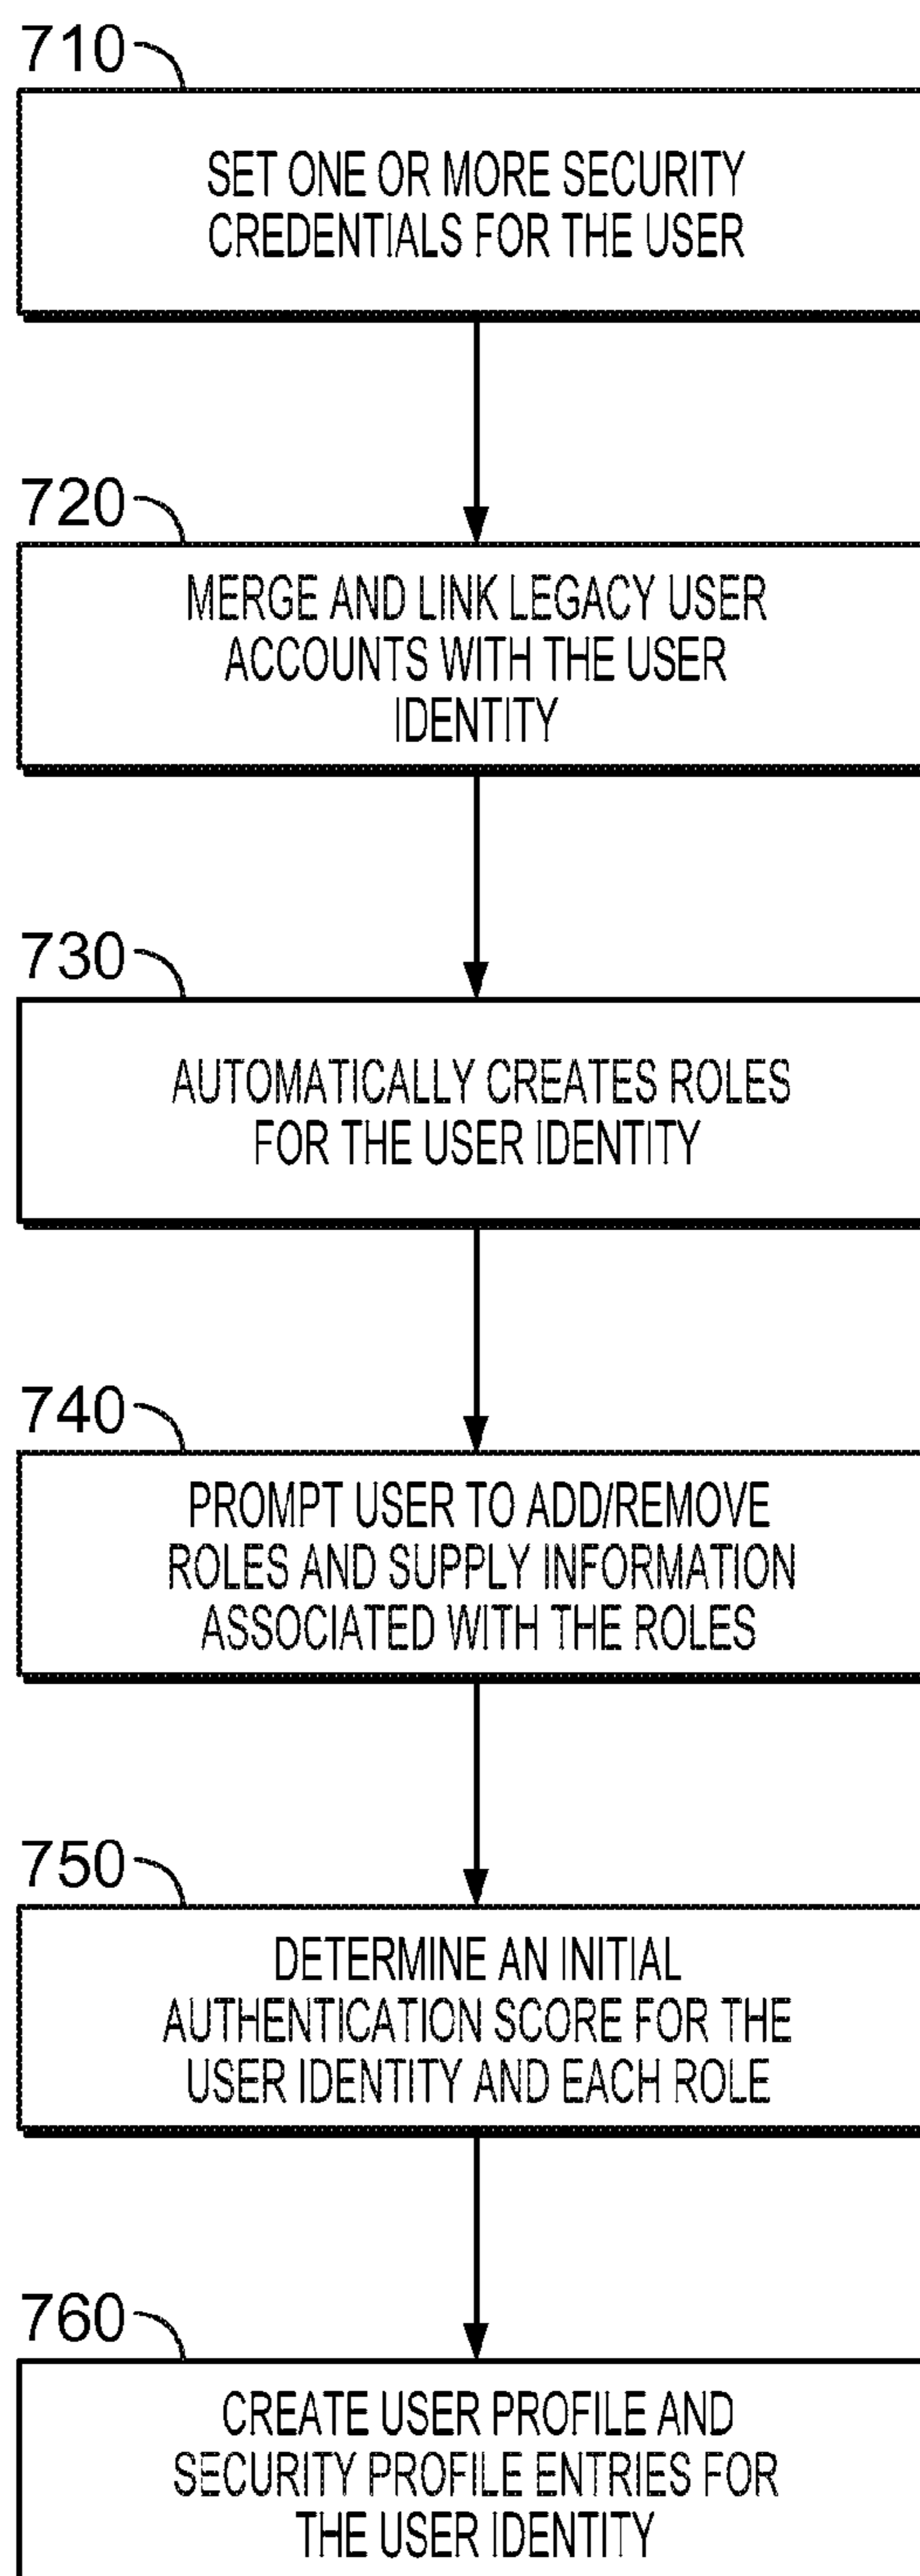 710
SET ONE OR MORE SECURITY
CREDENTIALS FOR THE USER
720
MERGE AND LINK LEGACY USER
ACCOUNTS WITH THE USER
IDENTITY
730
AUTOMATICALLY CREATES ROLES
FOR THE USER IDENTITY
740
PROMPT USER TO ADD/REMOVE
ROLES AND SUPPLY INFORMATION
ASSOCIATED WITH THE ROLES
750
DETERMINE AN INITIAL
AUTHENTICATION SCORE FOR THE
USER IDENTITY AND EACH ROLE
760
CREATE USER PROFILE AND
SECURITY PROFILE ENTRIES FOR
THE USER IDENTITY